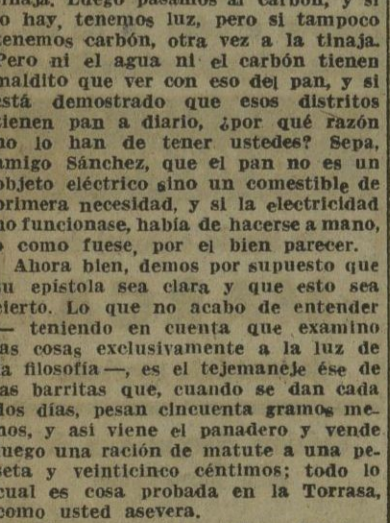 tinaja. Luego pasamos al carbón, y si
lo hay, tenemos luz, pero si tampoco
tenemos carbón, otra vez a la tinaja.
Pero ni el agua ni el carbón tienen
maldito que ver con eso del pan, y si
está demostrado que esos distritos
tienen pan a diario, ¿por qué razón
no lo han de tener ustedes? Sepa,
amigo Sánchez, que el pan no es un
objeto eléctrico sino un comestible de
primera necesidad, y si la electricidad
no funcionase, había de hacerse a mano,
o como fuese, por el bien parecer.
Ahora bien, demos por supuesto que
su epístola sea clara y que esto sea
cierto. Lo que no acabo de entender
— teniendo en cuenta que examino
las cosas exclusivamente a la luz de
la filosofía —, es el tejemaneje ése de
las barritas que, cuando se dan cada
dos días, pesan cincuenta gramos me-
nos, y así viene el panadero y vende
luego una ración de matute a una pe-
seta y veinticinco céntimos; todo lo
cual es cosa probada en la Torrasa,
como usted asevera.